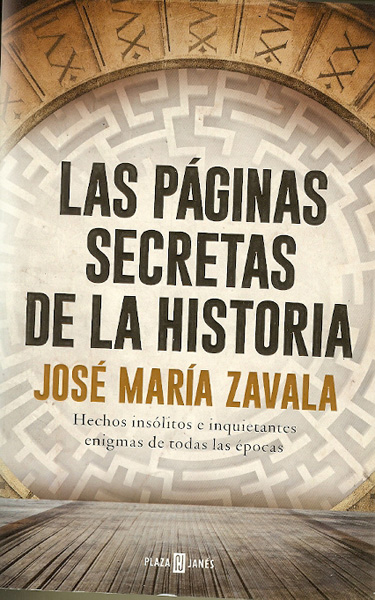 LAS PÁGINAS
SECRETAS
DE LA HISTORIA
JOSÉ MARÍA ZAVALA
Hechos insólitos e inquietantes
enigmas de todas las épocas
PLAZA PJ JANÉS